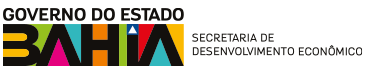 GOVERNO DO ESTADO
BAHIA
SECRETARIA DE
DESENVOLVIMENTO ECONÔMICO